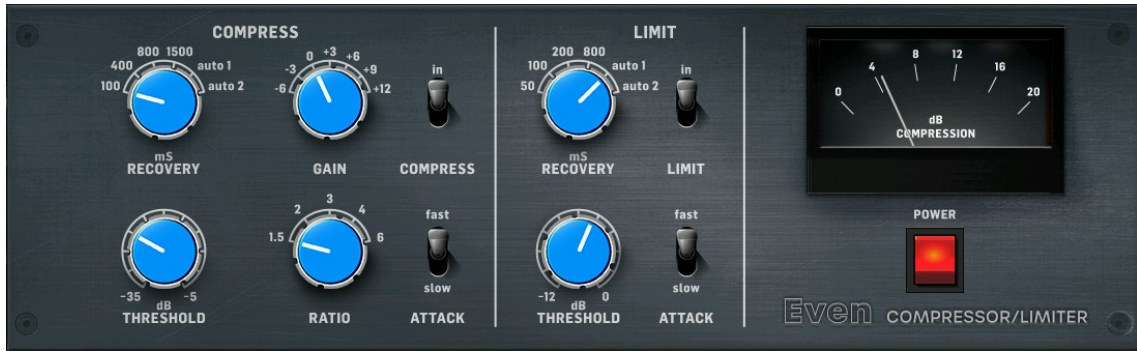 COMPRESS
800 1500
400 auto 1
100 auto 2
mS
RECOVERY
0 +3 +6
-3 +9
-6 +12
GAIN
in
COMPRESS
-35 -5
dB
THRESHOLD
3
2 4
1.5 6
RATIO
fast
slow
ATTACK
LIMIT
200 800
100 auto 1
50 auto 2
mS
RECOVERY
in
LIMIT
-12 0
dB
THRESHOLD
fast
slow
ATTACK
0 4 8 12 16 20
dB
COMPRESSION
POWER
Even COMPRESSOR/LIMITER